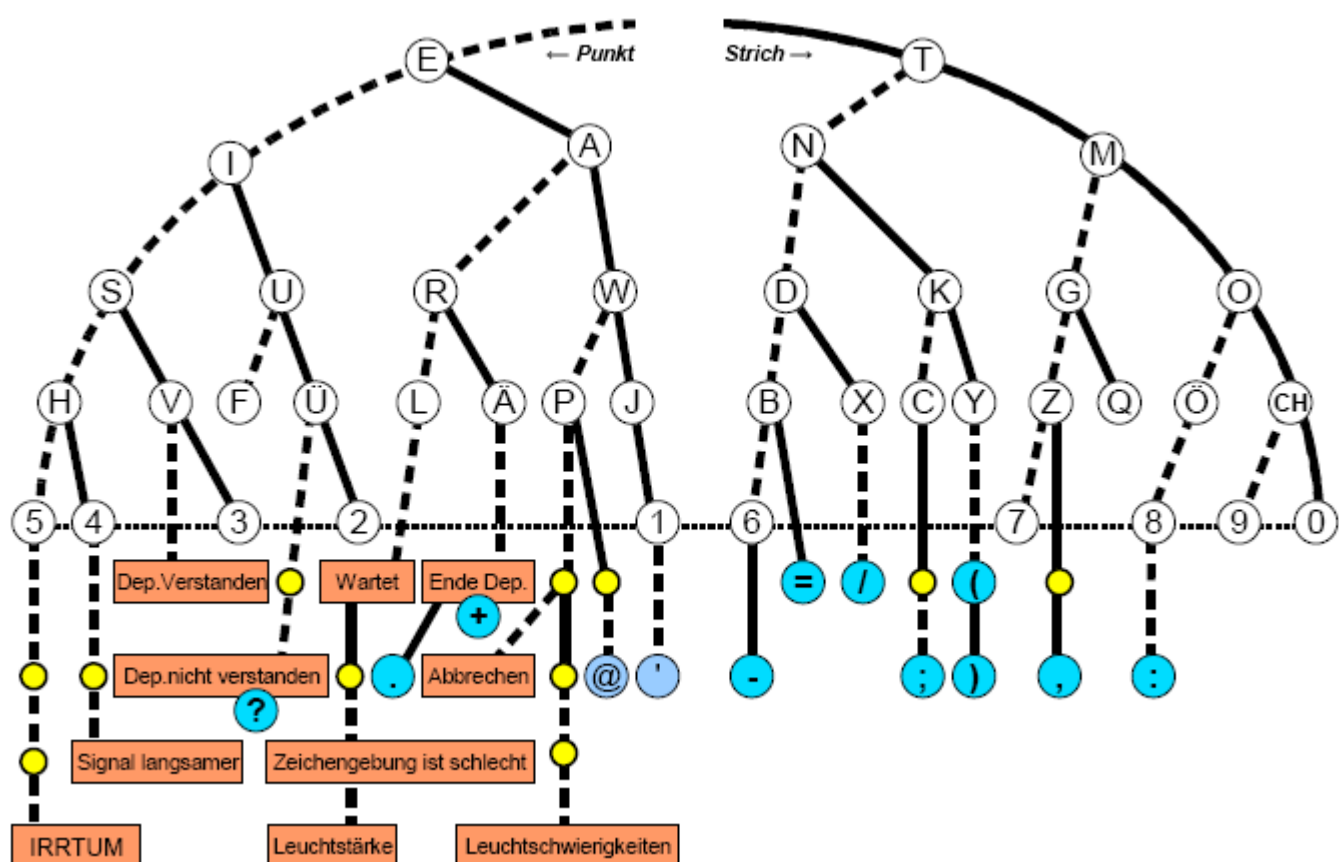 ← Punkt Strich →
E T
I A N M
S U R W D K G O
H V F Ü L Ä P J B X C Y Z Q Ö CH
5 4 3 2 1 6 7 8 9 0
Dep.Verstanden Wartet Ende Dep. = / (
+
Dep.nicht verstanden . Abbrechen @ ' - ; ) , :
?
Signal langsamer Zeichengebung ist schlecht
IRRTUM Leuchtstärke Leuchtschwierigkeiten